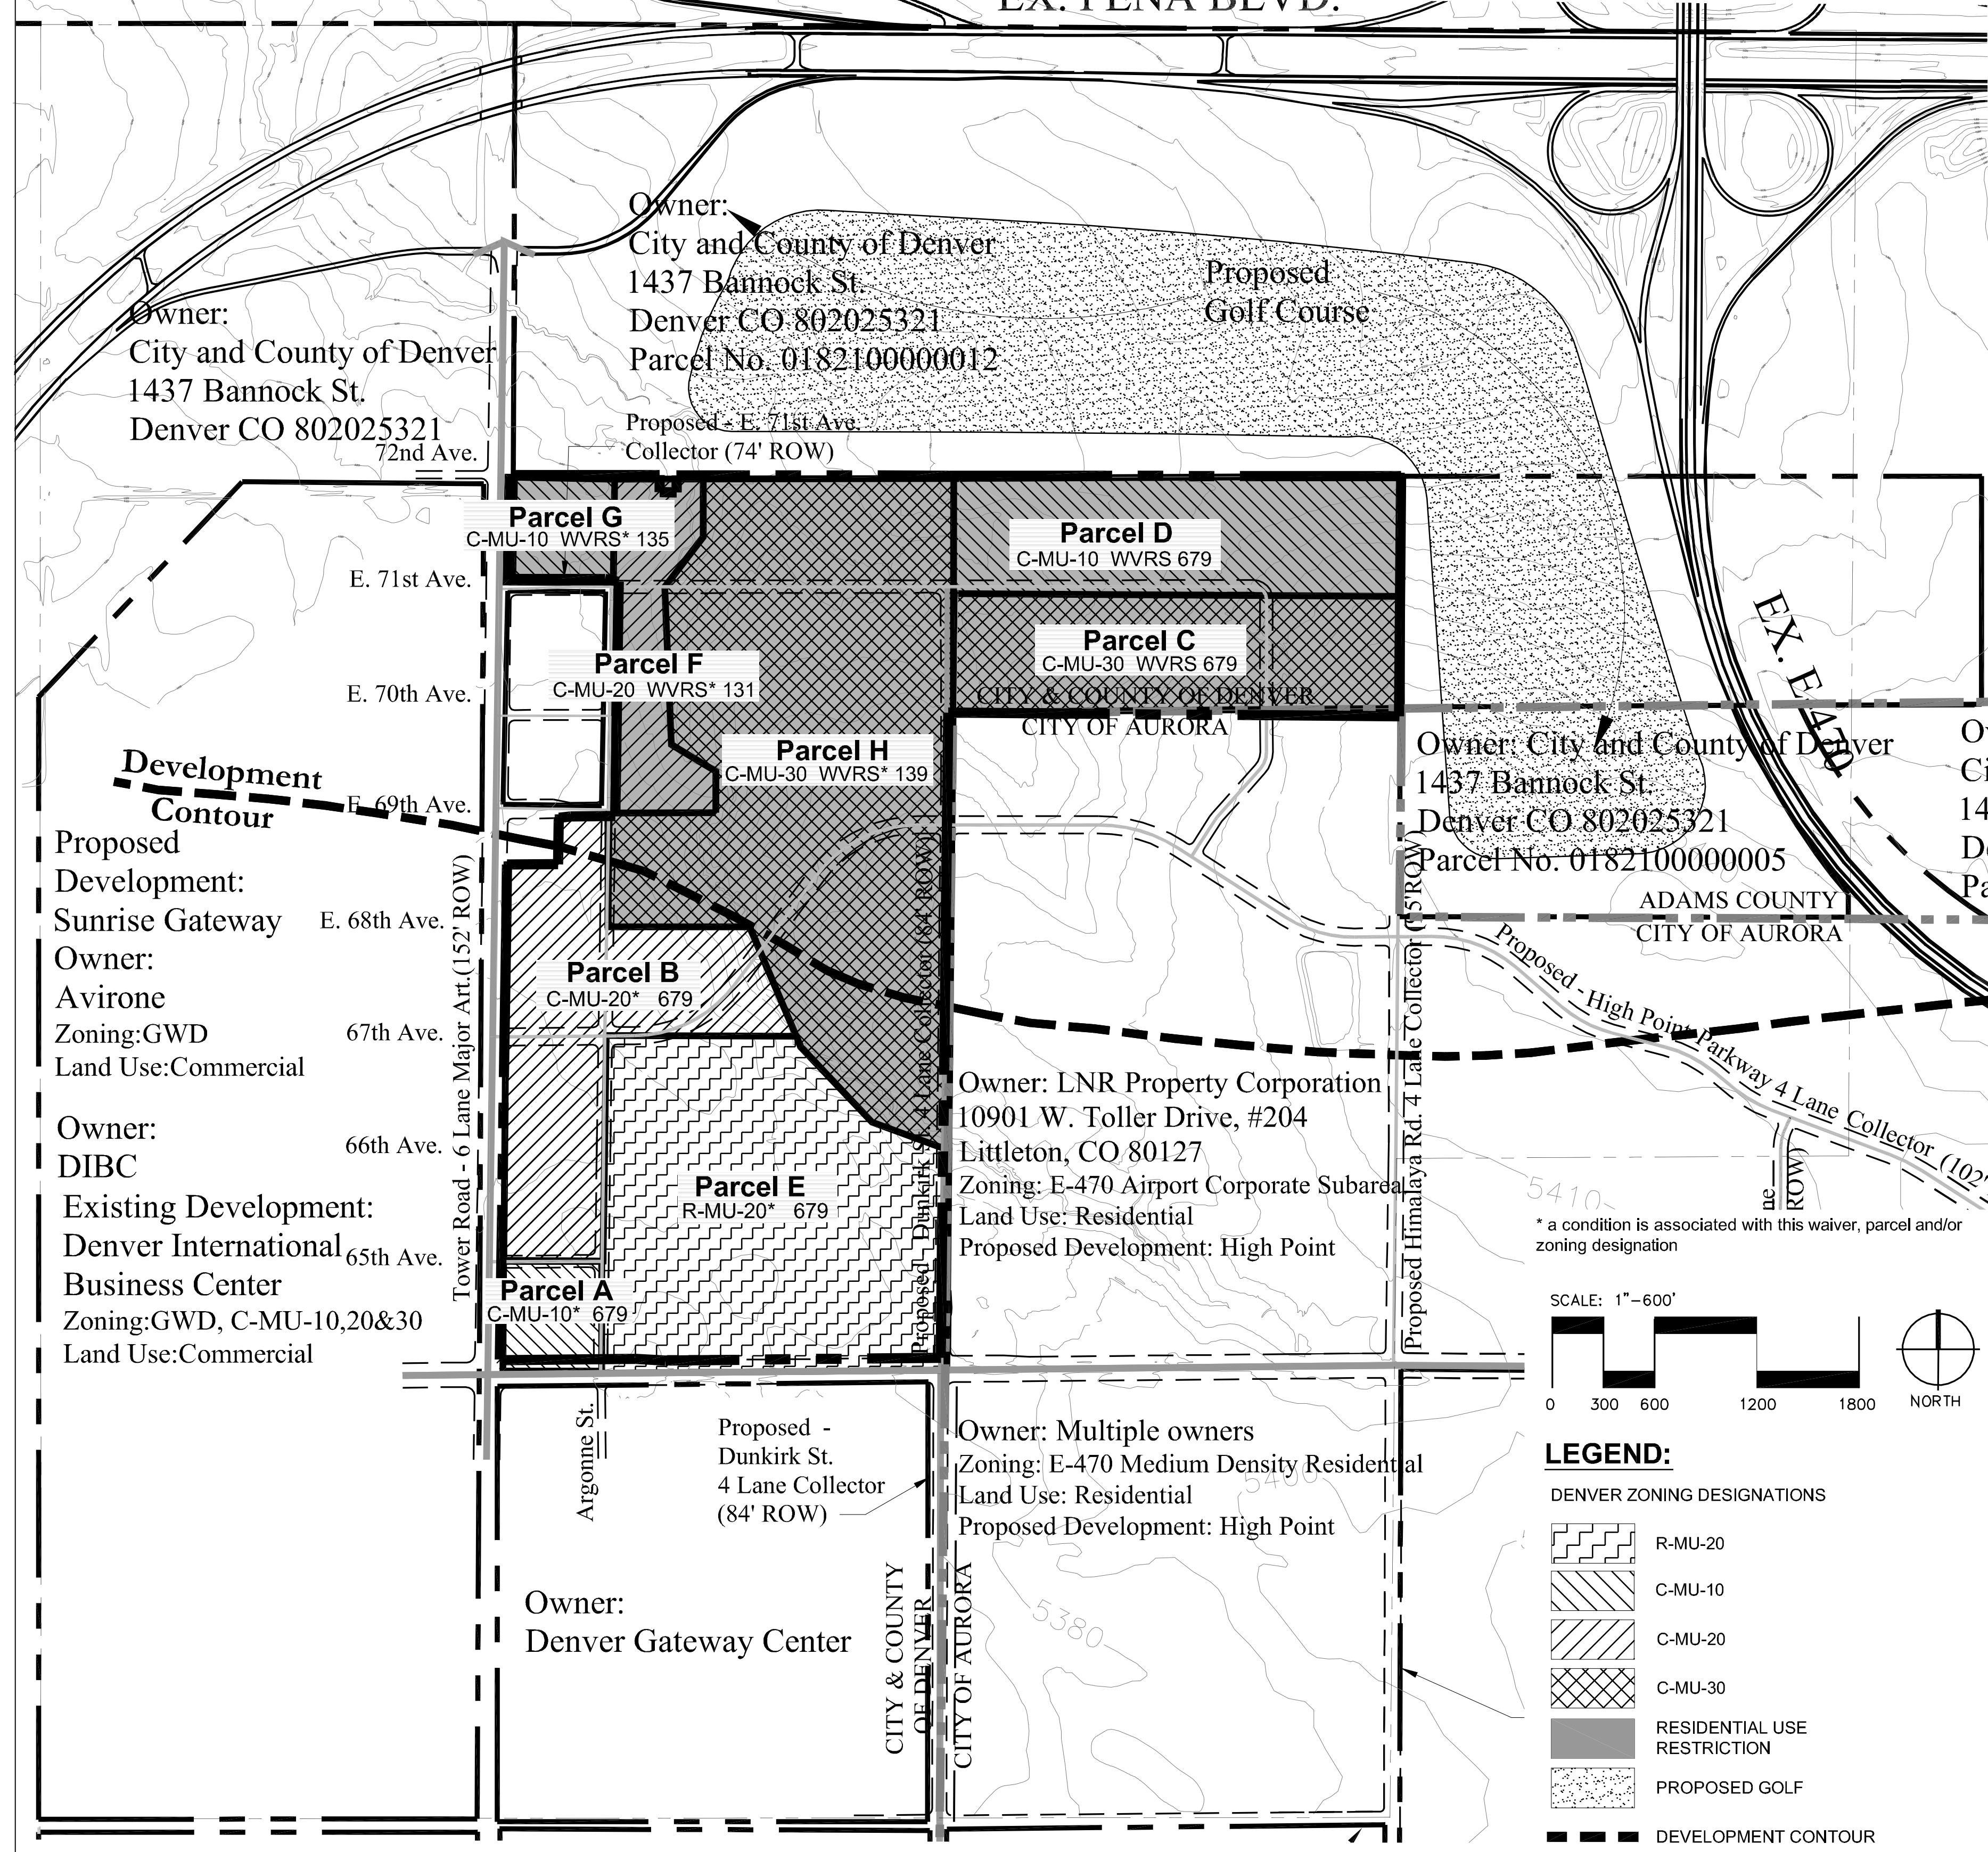 EX. PENA BLVD.
Owner:
City and County of Denver
1437 Bannock St.
Denver CO 802025321
Parcel No. 0182100000012
Proposed
Golf Course
Owner:
City and County of Denver
1437 Bannock St.
Denver CO 802025321
72nd Ave.
Proposed - E. 71st Ave.
Collector (74' ROW)
Parcel G
C-MU-10 WVRS* 135
Parcel D
C-MU-10 WVRS 679
E. 71st Ave.
Parcel C
C-MU-30 WVRS 679
Parcel F
C-MU-20 WVRS* 131
E. 70th Ave.
CITY & COUNTY OF DENVER
CITY OF AURORA
EX. E470
Parcel H
C-MU-30 WVRS* 139
Owner: City and County of Denver
1437 Bannock St.
Denver CO 802025321
Parcel No. 0182100000005
Development
Contour
E. 69th Ave.
Proposed
Development:
Sunrise Gateway
Owner:
Avirone
Zoning:GWD
Land Use:Commercial
E. 68th Ave.
ADAMS COUNTY
CITY OF AURORA
Tower Road - 6 Lane Major Art.(152' ROW)
Parcel B
C-MU-20* 679
67th Ave.
Proposed - Dunkirk St. 4 Lane Collector (84' ROW)
Proposed Himalaya Rd. 4 Lane Collector (75'ROW)
Proposed - High Point Parkway 4 Lane Collector (102'
ROW)
Owner: LNR Property Corporation
10901 W. Toller Drive, #204
Littleton, CO 80127
Zoning: E-470 Airport Corporate Subarea
Land Use: Residential
Proposed Development: High Point
Owner:
DIBC
Existing Development:
Denver International
Business Center
Zoning:GWD, C-MU-10,20&30
Land Use:Commercial
66th Ave.
Parcel E
R-MU-20* 679
65th Ave.
Parcel A
C-MU-10* 679
5410
* a condition is associated with this waiver, parcel and/or
zoning designation
SCALE: 1"-600'
0 300 600 1200 1800
NORTH
Argonne St.
Proposed -
Dunkirk St.
4 Lane Collector
(84' ROW)
Owner: Multiple owners
Zoning: E-470 Medium Density Residential
Land Use: Residential
Proposed Development: High Point
5400
5380
CITY & COUNTY
OF DENVER
CITY OF AURORA
Owner:
Denver Gateway Center
LEGEND:
DENVER ZONING DESIGNATIONS
R-MU-20
C-MU-10
C-MU-20
C-MU-30
RESIDENTIAL USE
RESTRICTION
PROPOSED GOLF
DEVELOPMENT CONTOUR